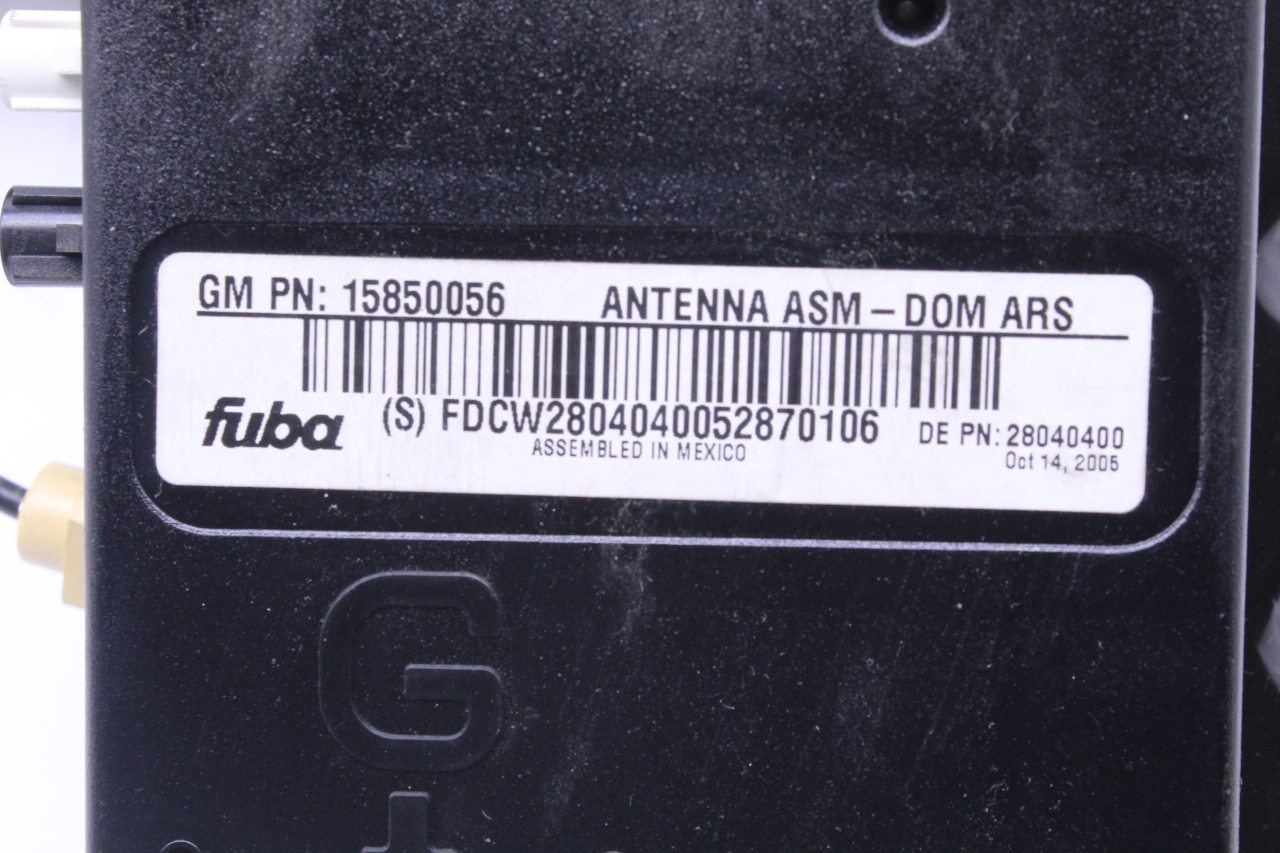 GM PN: 15850056 ANTENNA ASM – DOM ARS
fuba (S) FDCW2804040052870106 DE PN: 28040400
ASSEMBLED IN MEXICO Oct 14, 2005
G